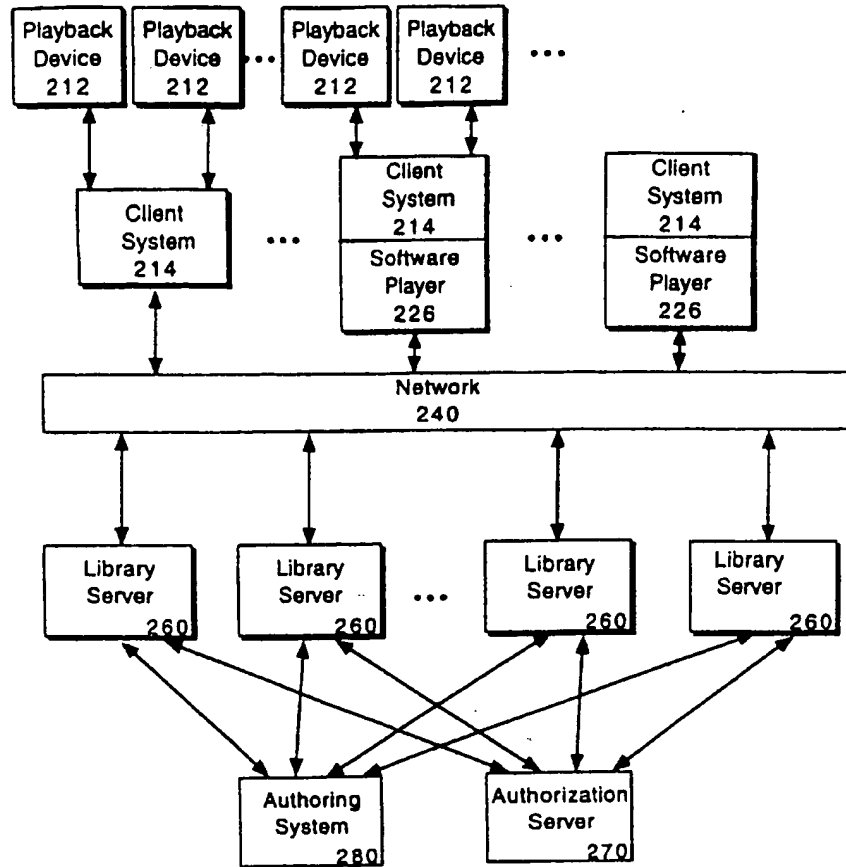 Playback Device 212
Playback Device 212
...
Playback Device 212
Playback Device 212
...
Client System 214
...
Client System 214
Software Player 226
...
Client System 214
Software Player 226
Network
240
Library Server 260
Library Server 260
...
Library Server 260
Library Server 260
Authoring System 280
Authorization Server 270